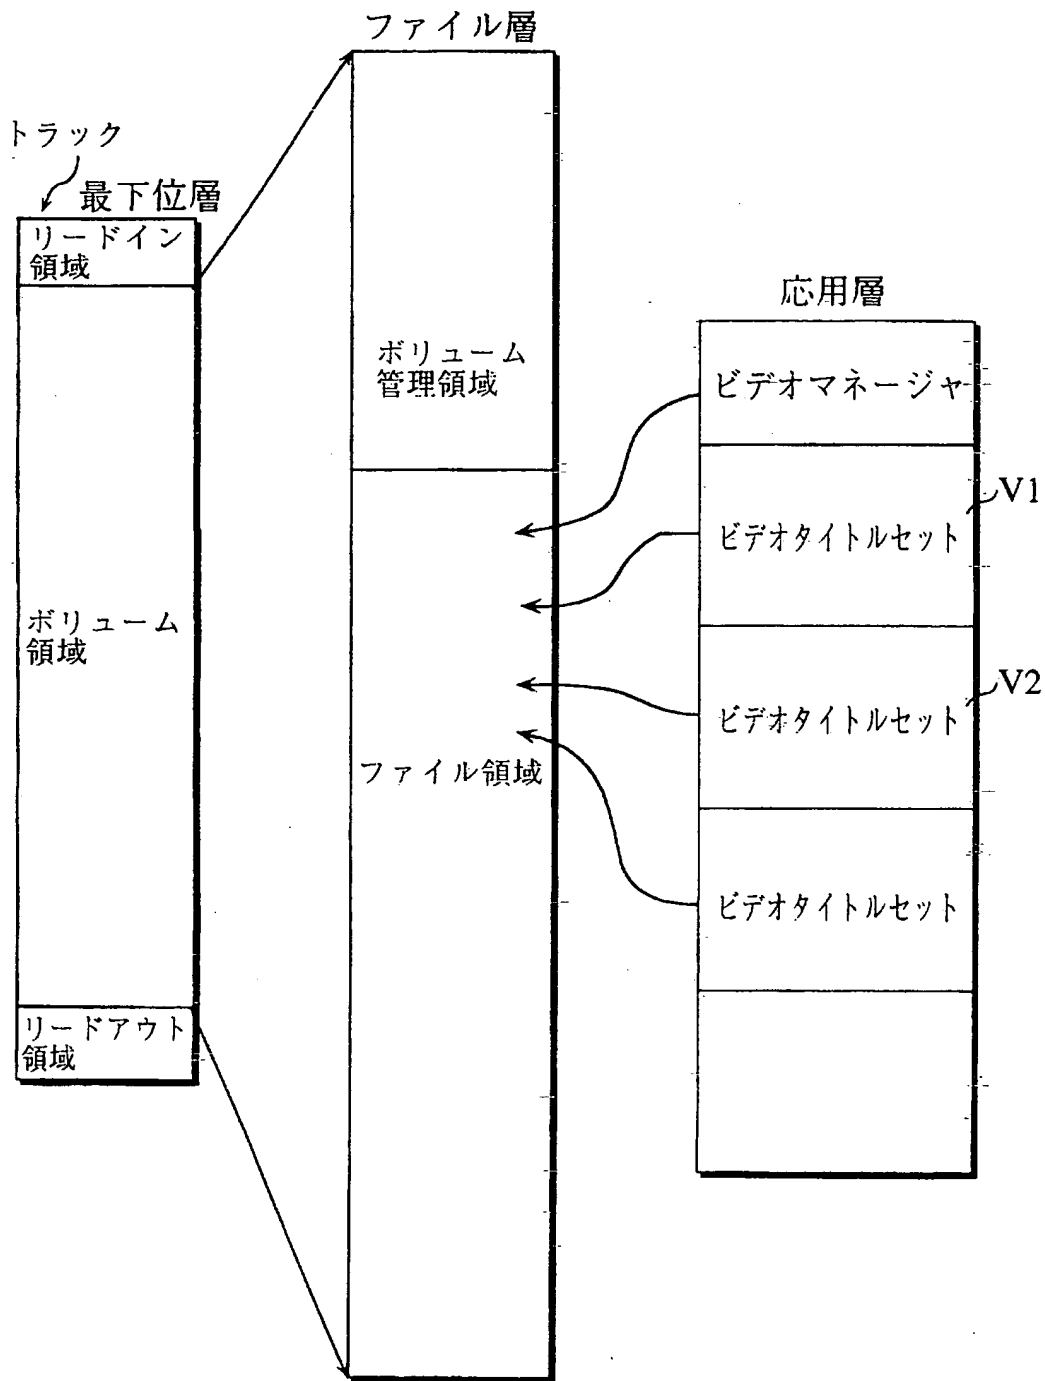 ファイル層
トラック
最下位層
リードイン
領域
ボリューム
領域
リードアウト
領域
ボリューム
管理領域
ファイル領域
応用層
ビデオマネージャ
ビデオタイトルセット
V1
ビデオタイトルセット
V2
ビデオタイトルセット